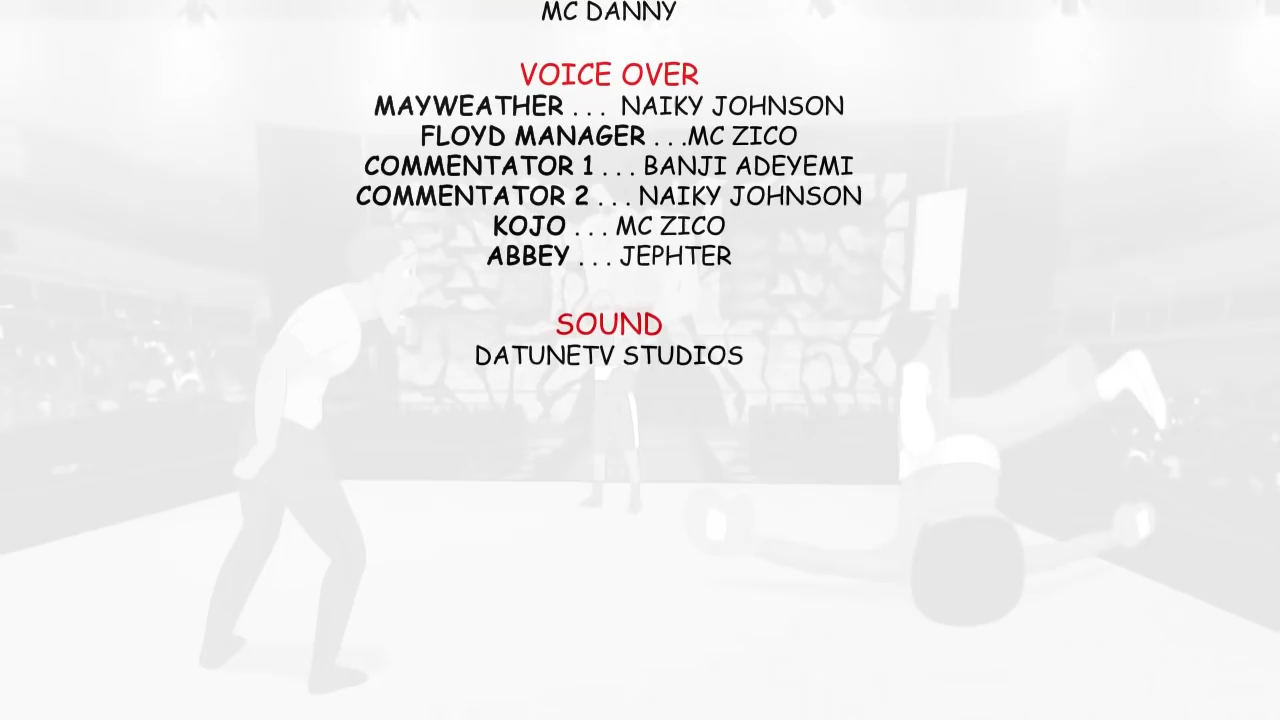 MC DANNY
VOICE OVER
MAYWEATHER . . . NAIKY JOHNSON
FLOYD MANAGER . . .MC ZICO
COMMENTATOR 1 . . . BANJI ADEYEMI
COMMENTATOR 2 . . . NAIKY JOHNSON
KOJO . . . MC ZICO
ABBEY . . . JEPHTER
SOUND
DATUNETV STUDIOS